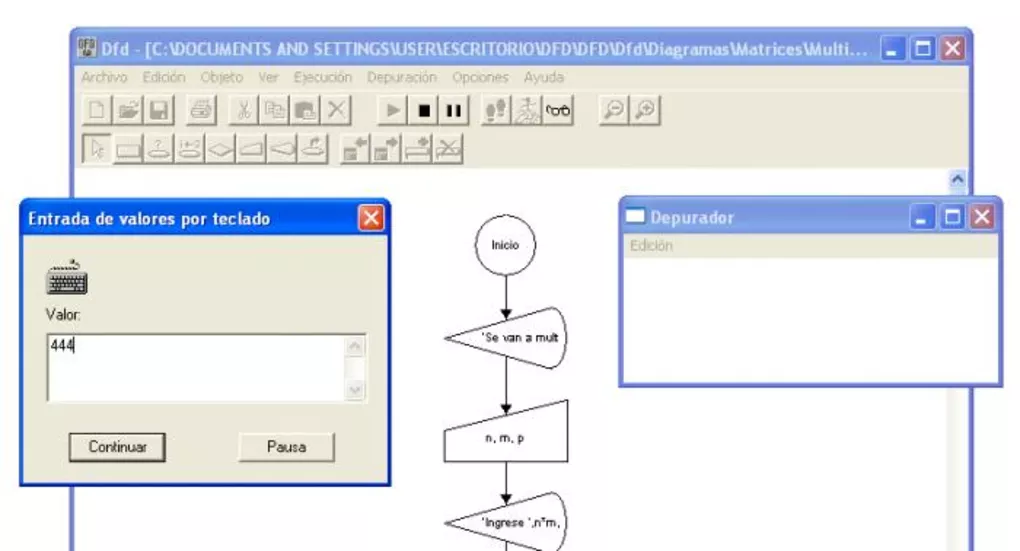 Dfd - [C:\DOCUMENTS AND SETTINGS\USER\ESCRITORIO\DFD\DFD\Dfd\Diagramas\Matrices\Multi...
Archivo Edición Objeto Ver Ejecución Depuración Opciones Ayuda
Entrada de valores por teclado
Valor:
444
Continuar Pausa
Inicio
'Se van a mult
n, m, p
'Ingrese ',n*m,
Depurador
Edición